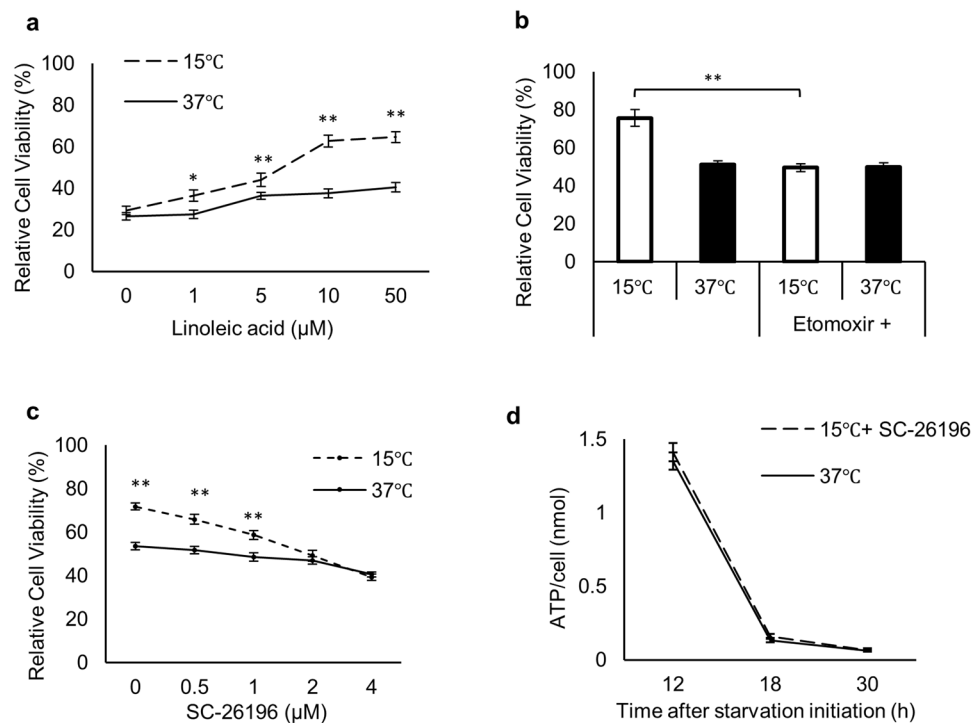 a
15℃
37℃
Relative Cell Viability (%)
100
80
60
40
20
0
*
**
**
**
0 1 5 10 50
Linoleic acid (µM)
b
Relative Cell Viability (%)
100
80
60
40
20
0
**
15℃ 37℃ 15℃ 37℃
Etomoxir +
c
15℃
37℃
Relative Cell Viability (%)
100
80
60
40
20
0
**
**
**
0 0.5 1 2 4
SC-26196 (µM)
d
15℃+ SC-26196
37℃
ATP/cell (nmol)
1.5
1
0.5
0
12 18 30
Time after starvation initiation (h)